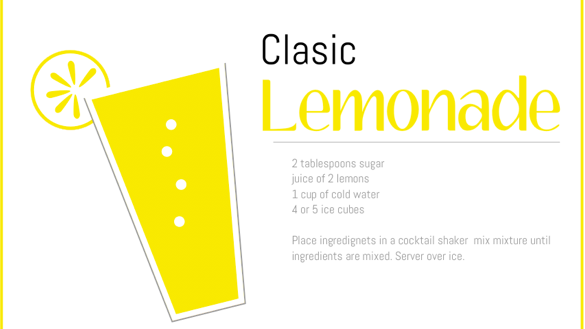 Clasic
Lemonade
2 tablespoons sugar
juice of 2 lemons
1 cup of cold water
4 or 5 ice cubes
Place ingredignets in a cocktail shaker mix mixture until
ingredients are mixed. Server over ice.